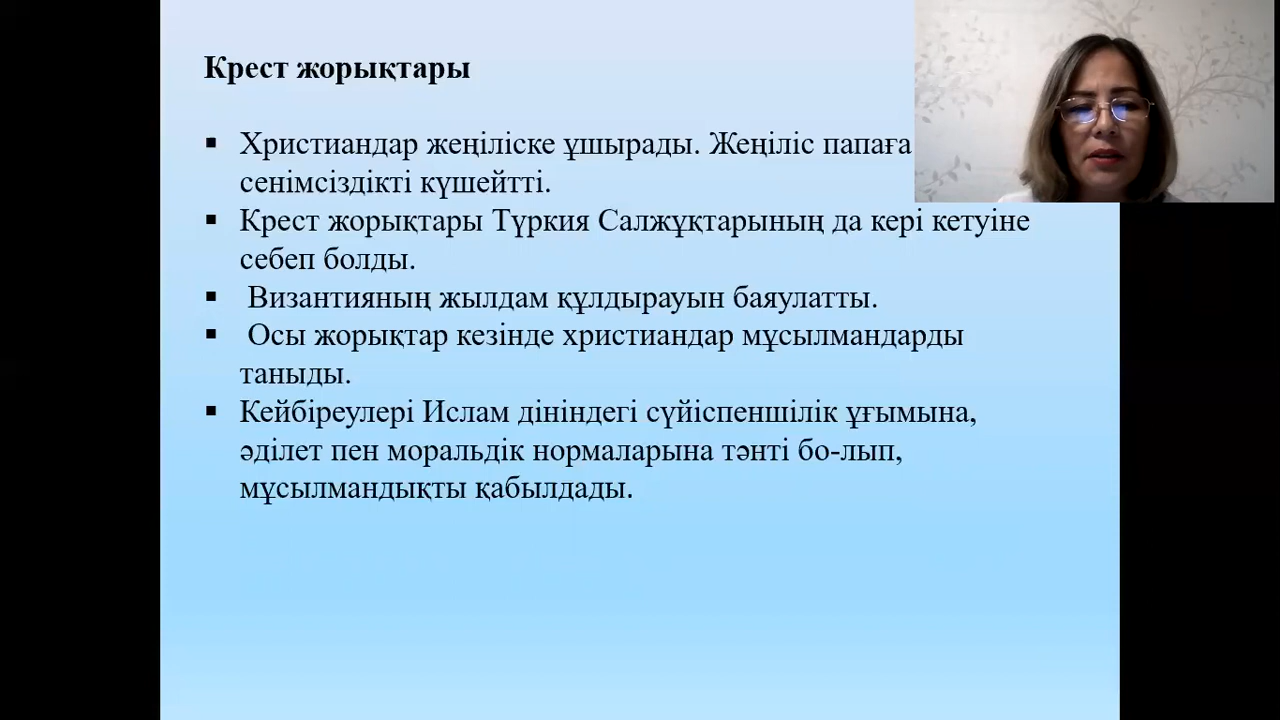 Крест жорықтары
▪ Христиандар жеңіліске ұшырады. Жеңіліс папаға
сенімсіздікті күшейтті.
▪ Крест жорықтары Түркия Салжұқтарының да кері кетуіне
себеп болды.
▪ Византияның жылдам құлдырауын баяулатты.
▪ Осы жорықтар кезінде христиандар мұсылмандарды
таныды.
▪ Кейбіреулері Ислам дініндегі сүйіспеншілік ұғымына,
әділет пен моральдік нормаларына тәнті бо-лып,
мұсылмандықты қабылдады.